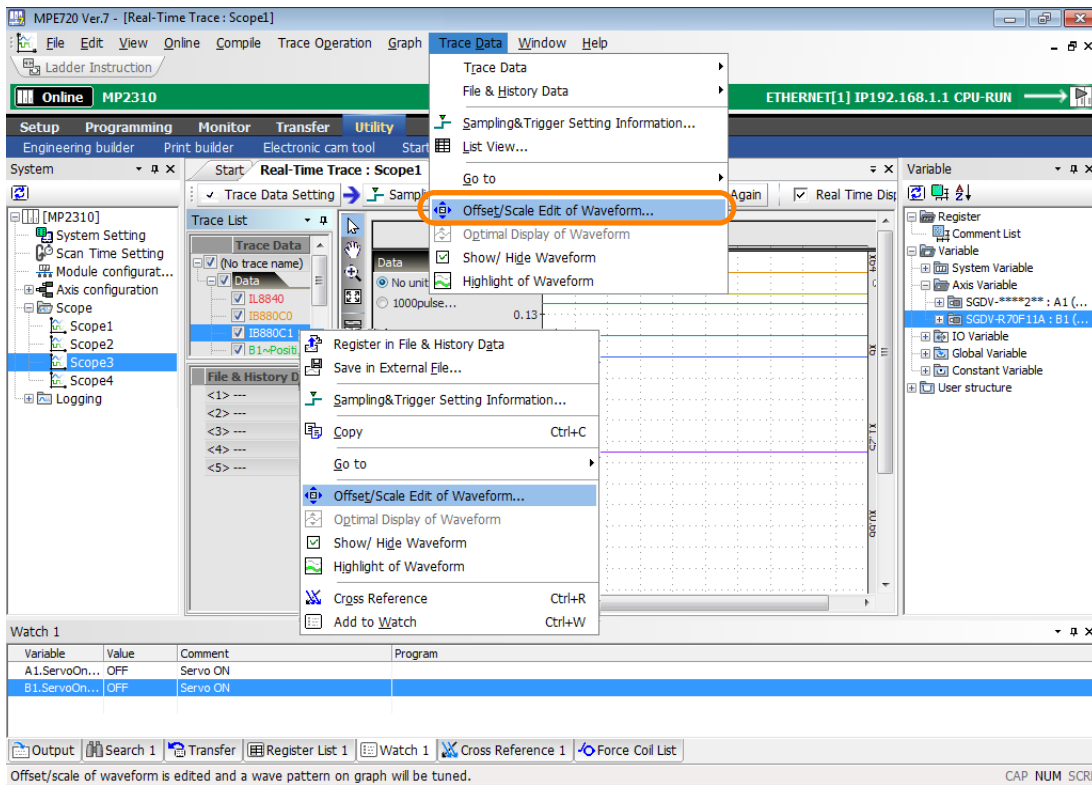 MPE720 Ver.7 - [Real-Time Trace : Scope1]
File Edit View Online Compile Trace Operation Graph Trace Data Window Help
Ladder Instruction
Online MP2310
ETHERNET[1] IP192.168.1.1 CPU-RUN
Setup Programming Monitor Transfer Utility
Engineering builder Print builder Electronic cam tool Start
Trace Data
File & History Data
Sampling&Trigger Setting Information...
List View...
Go to
Offset/Scale Edit of Waveform...
Optimal Display of Waveform
Show/ Hide Waveform
Highlight of Waveform
System
[MP2310]
System Setting
Scan Time Setting
Module configurat...
Axis configuration
Scope
Scope1
Scope2
Scope3
Scope4
Logging
Start Real-Time Trace : Scope1
Trace Data Setting Sampl Again Real Time Disp
Trace List
Trace Data
(No trace name)
Data
IL8840
IB880C0
IB880C1
B1~Positi
File & History D
<1> ---
<2> ---
<3> ---
<4> ---
<5> ---
Data
No unit
1000pulse...
0.13
Register in File & History Data
Save in External File...
Sampling&Trigger Setting Information...
Copy Ctrl+C
Go to
Offset/Scale Edit of Waveform...
Optimal Display of Waveform
Show/ Hide Waveform
Highlight of Waveform
Cross Reference Ctrl+R
Add to Watch Ctrl+W
Variable
Register
Comment List
Variable
System Variable
Axis Variable
SGDV-****2** : A1 (...
SGDV-R70F11A : B1 (...
IO Variable
Global Variable
Constant Variable
User structure
Watch 1
Variable Value Comment Program
A1.ServoOn... OFF Servo ON
B1.ServoOn... OFF Servo ON
Output Search 1 Transfer Register List 1 Watch 1 Cross Reference 1 Force Coil List
Offset/scale of waveform is edited and a wave pattern on graph will be tuned.
CAP NUM SCR